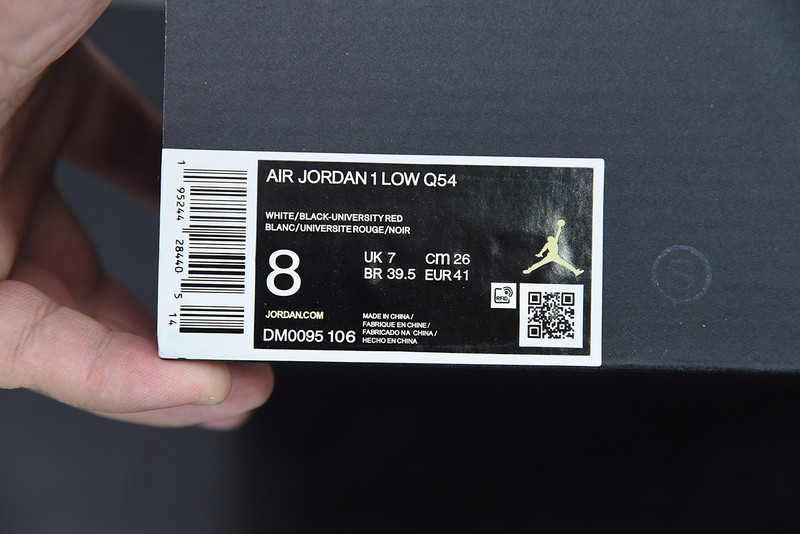 AIR JORDAN 1 LOW Q54
WHITE/BLACK-UNIVERSITY RED
BLANC/UNIVERSITE ROUGE/NOIR
8
UK 7 cm 26
BR 39.5 EUR 41
RFID
JORDAN.COM
DM0095 106
MADE IN CHINA /
FABRIQUE EN CHINE /
FABRICADO NA CHINA /
HECHO EN CHINA
1 95244 28440 5 14
S